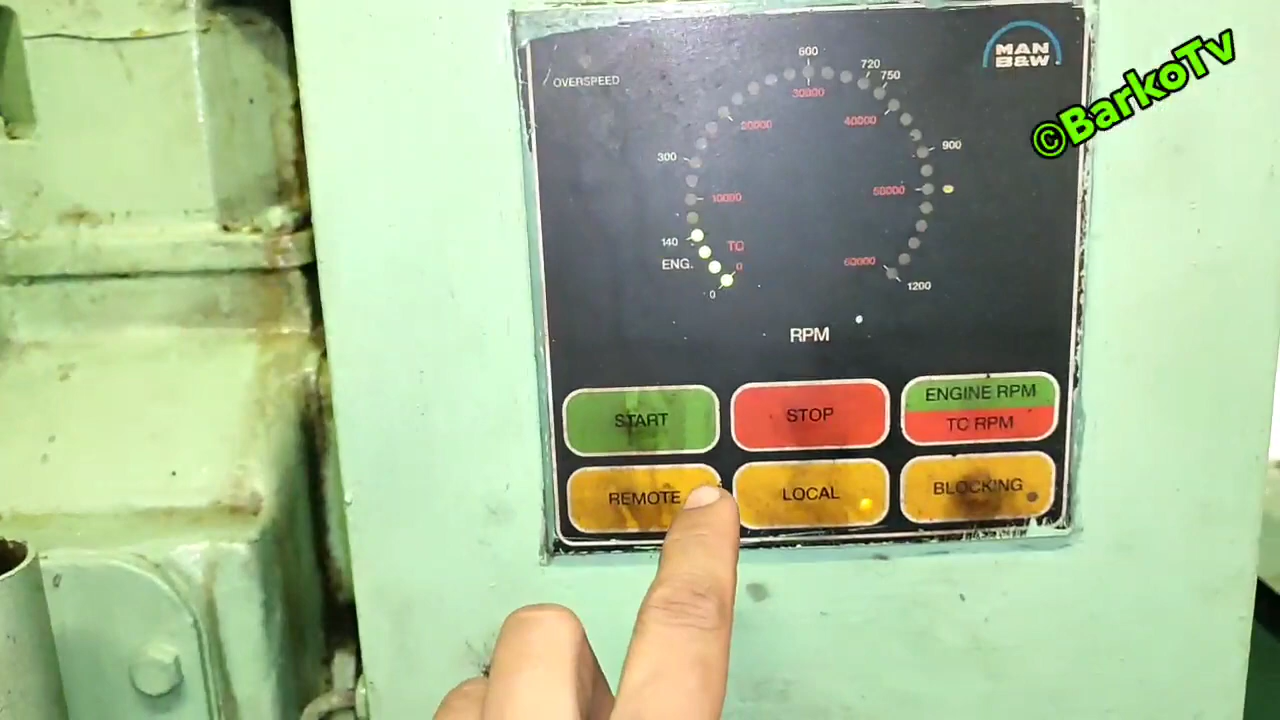 MAN
B&W
©BarkoTv
OVERSPEED
600
720
750
30000
20000
40000
300
900
10000
50000
140
TC
ENG.
0
60000
0
1200
RPM
START
STOP
ENGINE RPM
TC RPM
REMOTE
LOCAL
BLOCKING